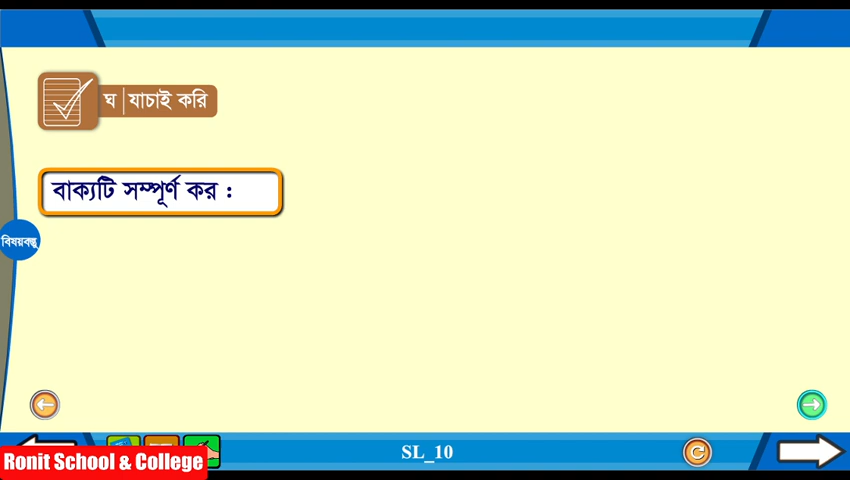 ঘ | যাচাই করি
বাক্যটি সম্পূর্ণ কর :
বিষয়বস্তু
Ronit School & College
SL_10